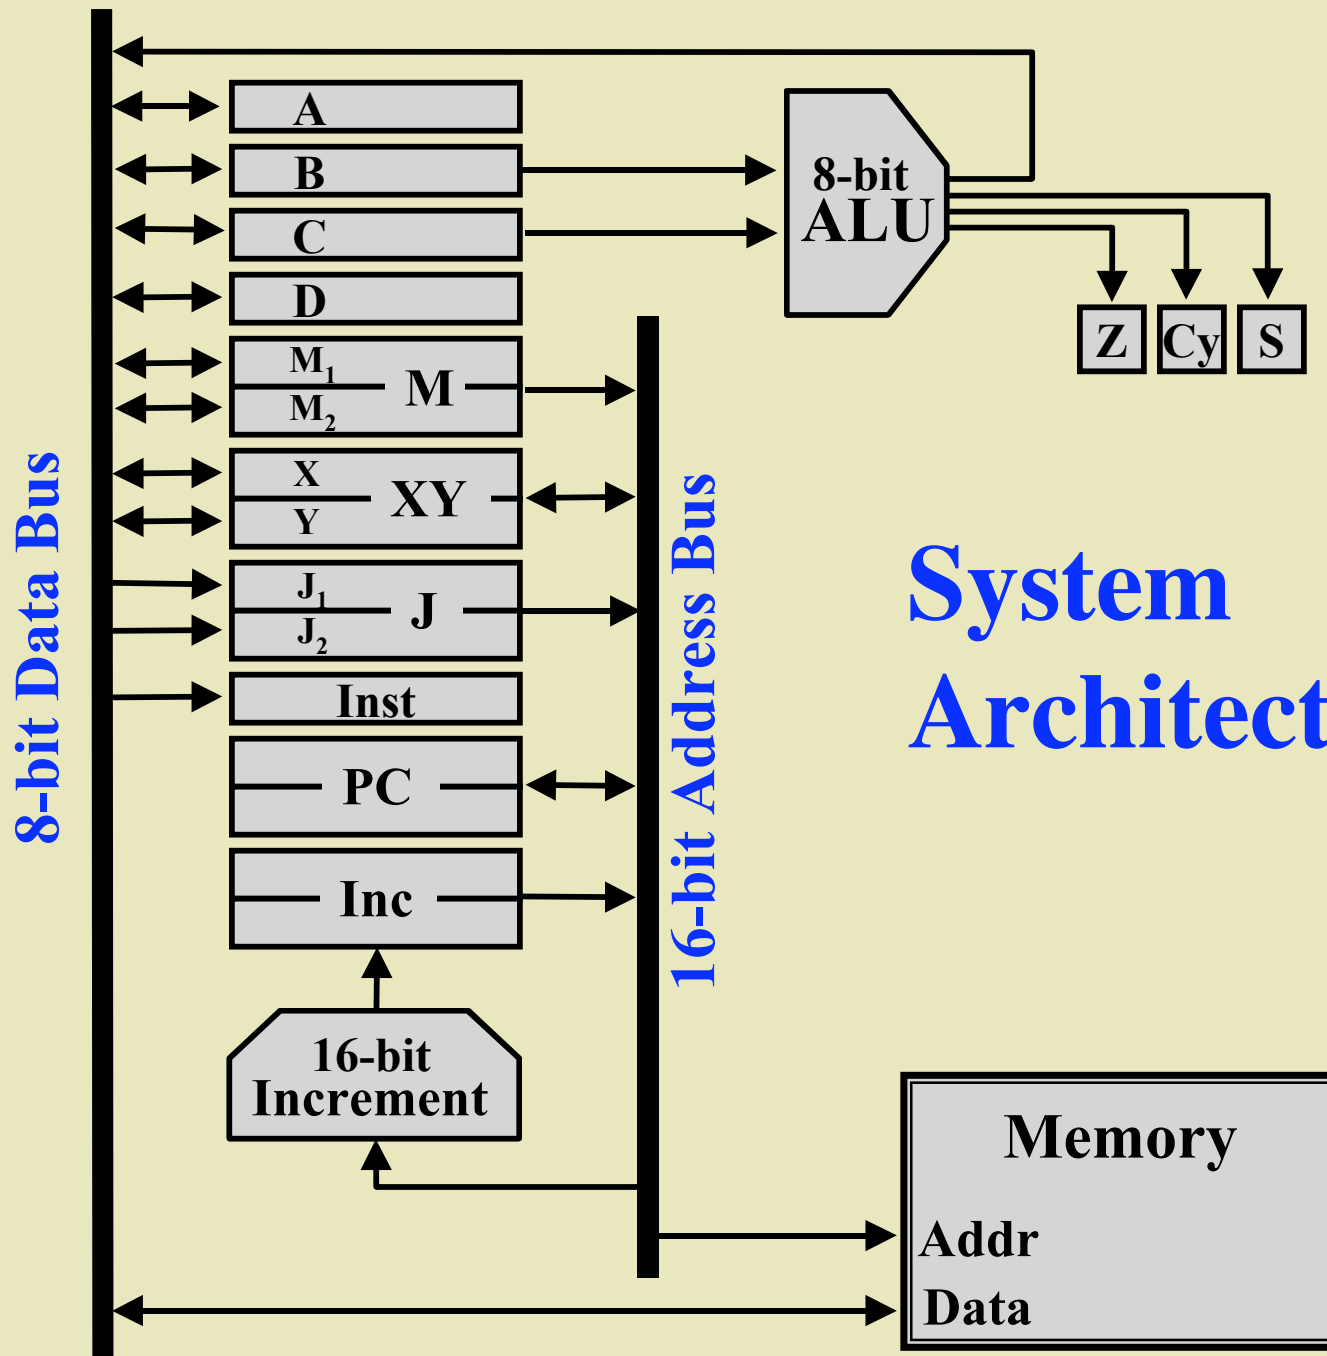 A
B
C
D
M1
M2
M
X
Y
XY
J1
J2
J
Inst
PC
Inc
16-bit
Increment
8-bit Data Bus
16-bit Address Bus
8-bit
ALU
Z
Cy
S
System
Architect
Memory
Addr
Data